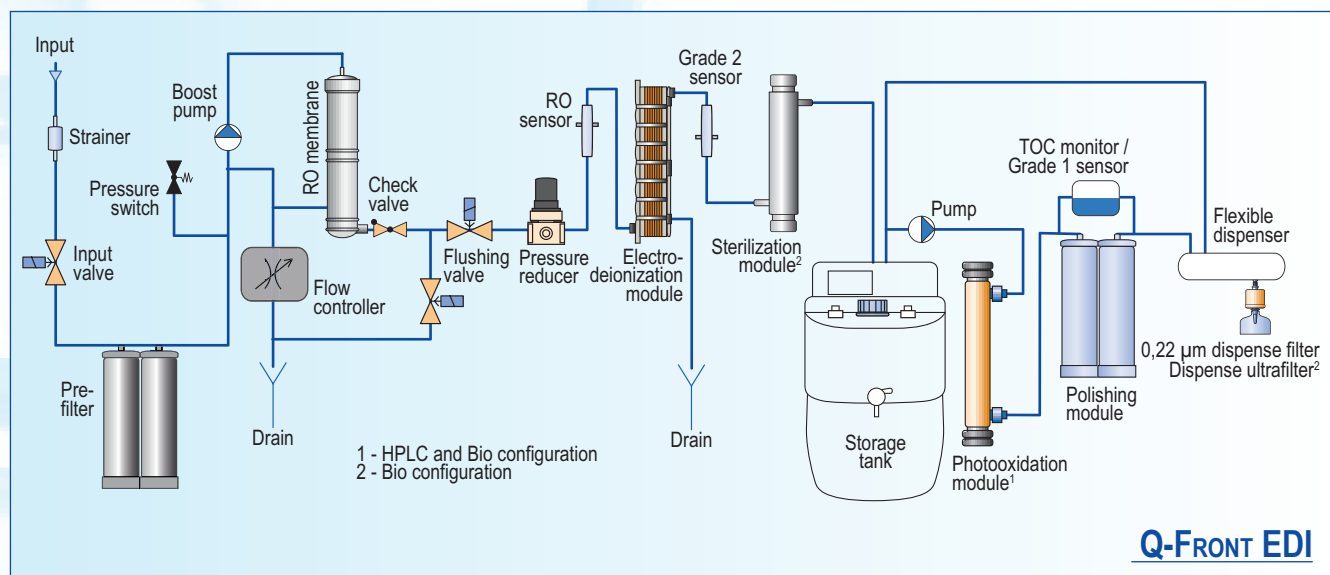 Input
Strainer
Boost
pump
Pressure
switch
Input
valve
Pre-
filter
RO membrane
Check
valve
Flow
controller
Drain
Flushing
valve
Pressure
reducer
RO
sensor
Electro-
deionization
module
Drain
Grade 2
sensor
Sterilization
module²
Pump
Storage
tank
Photooxidation
module¹
TOC monitor /
Grade 1 sensor
Polishing
module
Flexible
dispenser
0,22 µm dispense filter
Dispense ultrafilter²
1 - HPLC and Bio configuration
2 - Bio configuration
Q-FRONT EDI